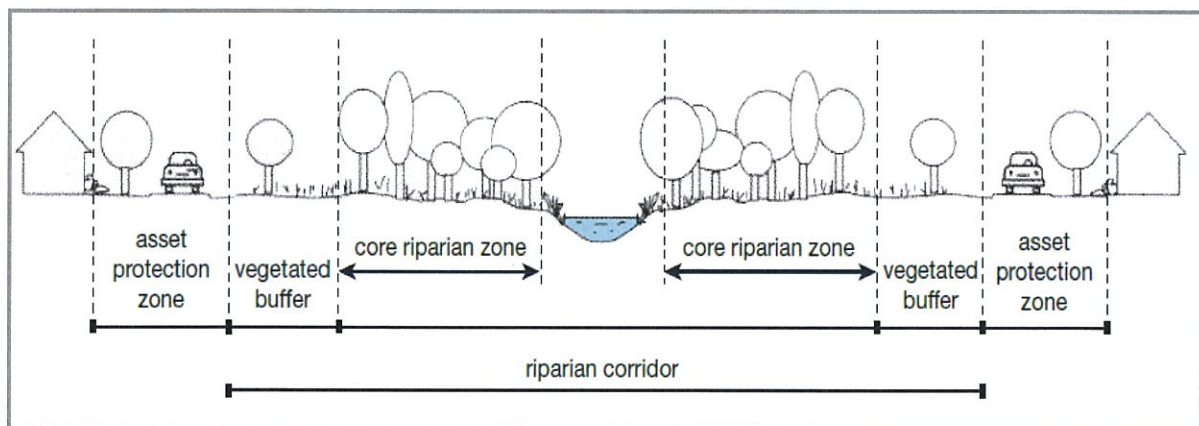 asset
protection
zone
vegetated
buffer
core riparian zone
core riparian zone
vegetated
buffer
asset
protection
zone
riparian corridor